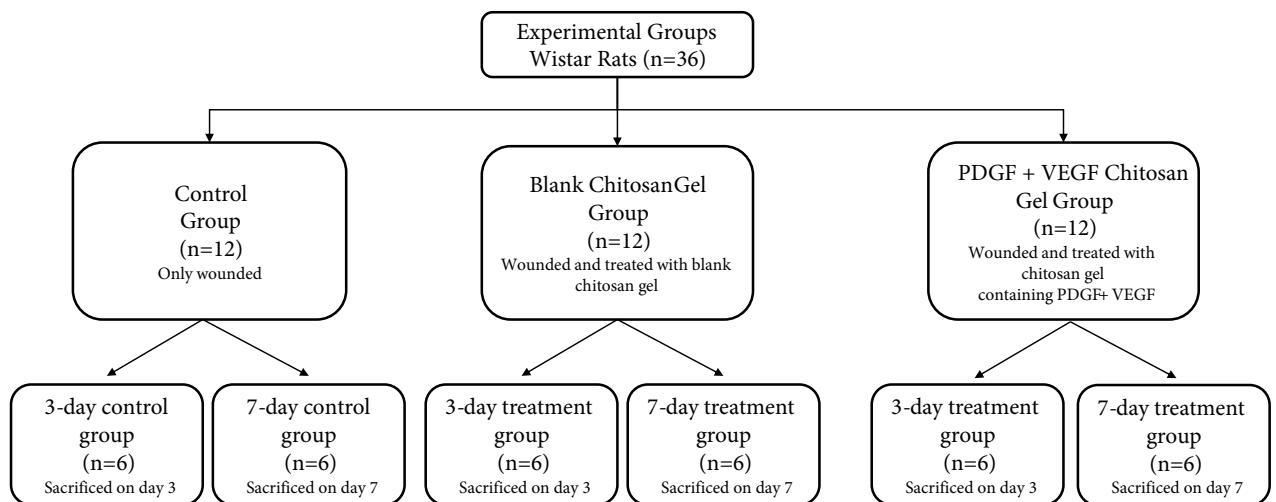 Experimental Groups
Wistar Rats (n=36)
Control
Group
(n=12)
Only wounded
Blank ChitosanGel
Group
(n=12)
Wounded and treated with blank
chitosan gel
PDGF + VEGF Chitosan
Gel Group
(n=12)
Wounded and treated with
chitosan gel
containing PDGF+ VEGF
3-day control
group
(n=6)
Sacrificed on day 3
7-day control
group
(n=6)
Sacrificed on day 7
3-day treatment
group
(n=6)
Sacrificed on day 3
7-day treatment
group
(n=6)
Sacrificed on day 7
3-day treatment
group
(n=6)
Sacrificed on day 3
7-day treatment
group
(n=6)
Sacrificed on day 7